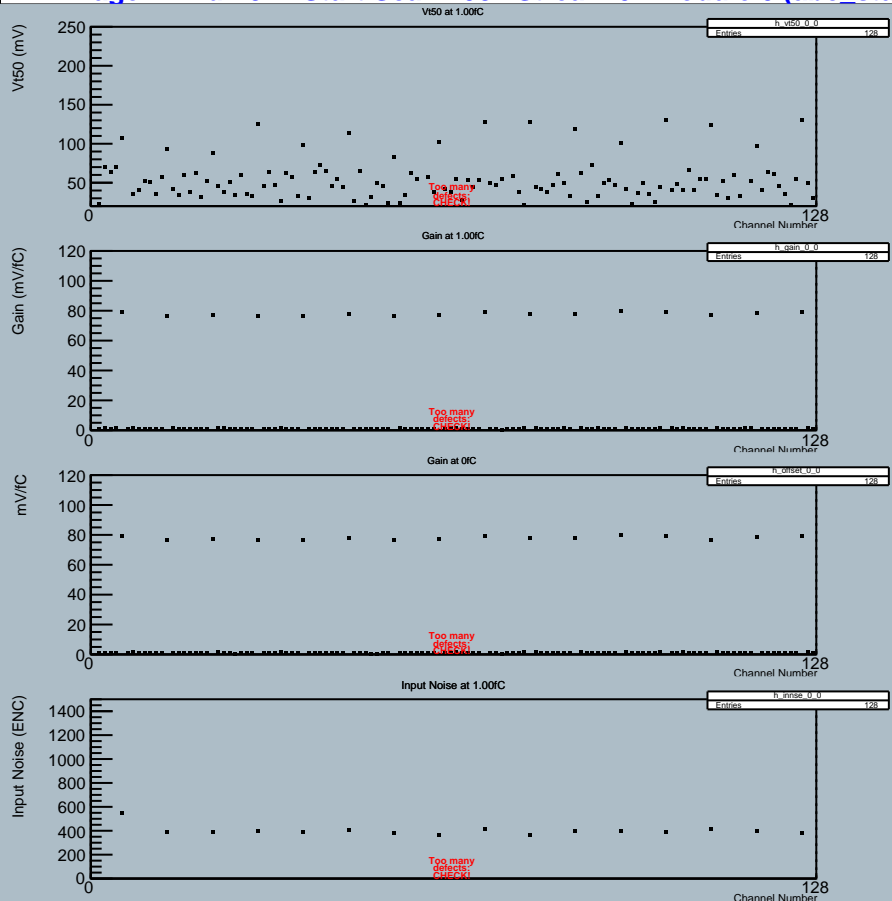 Vt50 at 1.00fC
h_vt50_0_0
Entries 128
Vt50 (mV)
250
200
150
100
50
Too many
defects:
CHECK!
0
128
Channel Number
Gain at 1.00fC
h_gain_0_0
Entries 128
Gain (mV/fC)
120
100
80
60
40
20
0
Too many
defects:
CHECK!
0
128
Channel Number
Gain at 0fC
h_offset_0_0
Entries 128
mV/fC
120
100
80
60
40
20
0
Too many
defects:
CHECK!
0
128
Channel Number
Input Noise at 1.00fC
h_innse_0_0
Entries 128
Input Noise (ENC)
1400
1200
1000
800
600
400
200
0
Too many
defects:
CHECK!
0
128
Channel Number